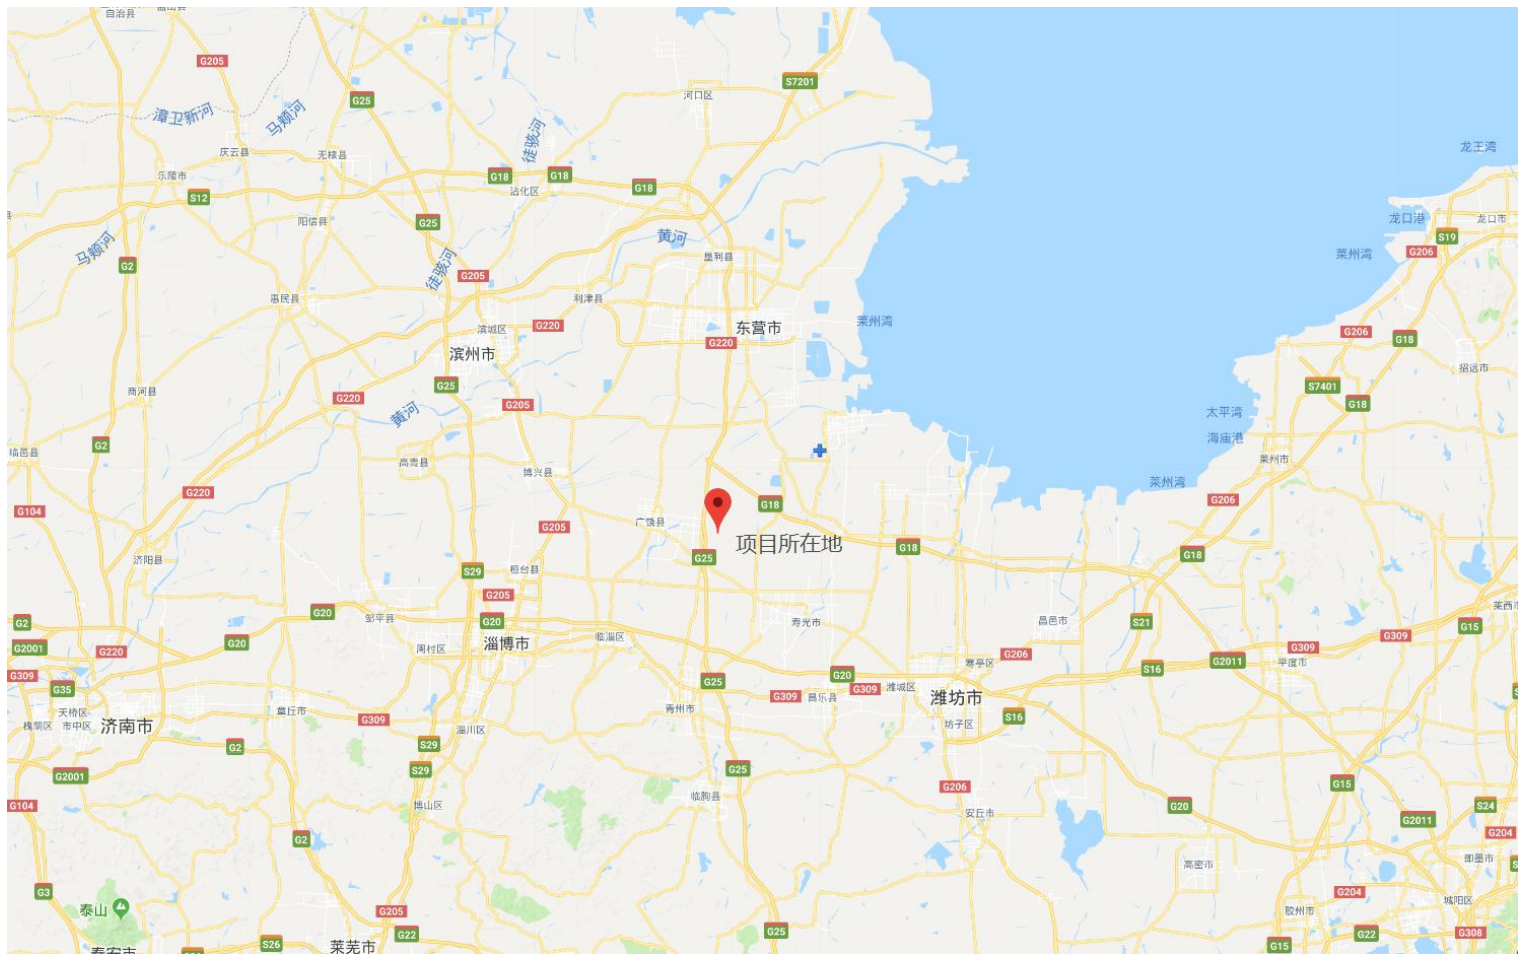 自治县
G205
S7201
河口区
G25
漳卫新河
马颊河
徒骇河
龙王湾
庆云县
无棣县
乐陵市
G18
G18
G18
沾化区
S12
阳信县
G25
龙口港
龙口市
马颊河
黄河
S19
G206
莱州湾
垦利县
G2
徒骇河
G205
惠民县
利津县
滨城区
G220
东营市
莱州湾
G206
G220
G18
滨州市
招远市
G25
S7401
商河县
G220
G205
G18
黄河
太平湾
海庙港
G2
临邑县
高青县
博兴县
莱州市
莱州湾
G220
G206
G104
G18
广饶县
G205
项目所在地
G18
G18
G25
济阳县
S29
桓台县
G205
G20
邹平县
寿光市
昌邑市
莱西市
G2
G20
S21
G15
G20
临淄区
G309
淄博市
G2001
G220
周村区
G206
G309
G309
寒亭区
G2011
平度市
S16
G35
G25
G20
G309
G309
潍城区
昌乐县
潍坊市
天桥区
章丘市
青州市
槐荫区
市中区
济南市
G309
S16
坊子区
淄川区
G2
S29
G2001
S29
G25
G15
G206
临朐县
G104
博山区
安丘市
G20
S24
G2011
G204
G2
即墨市
高密市
G3
G204
城阳区
泰山
G205
胶州市
G22
G25
G22
G308
S26
莱芜市
G15
泰安市